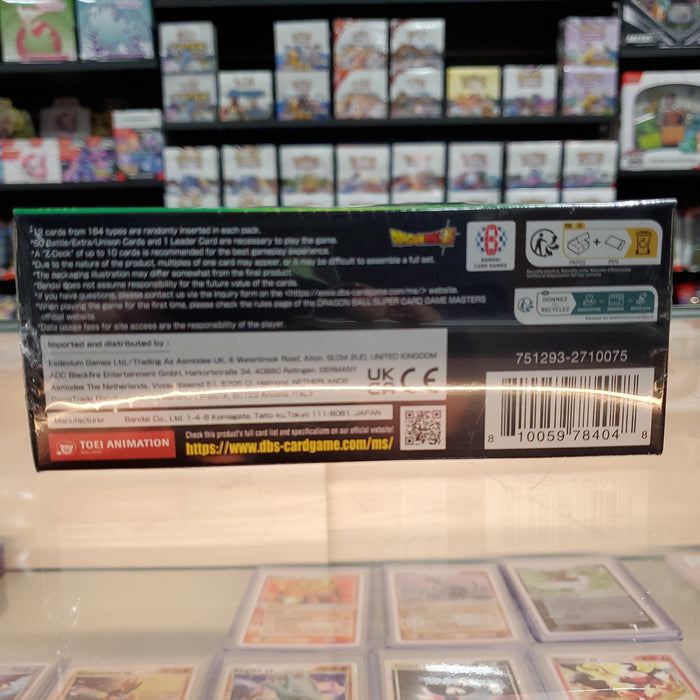 *12 cards from 164 types are randomly inserted in each pack.
*50 Battle/Extra/Unison Cards and 1 Leader Card are necessary to play the game.
*A "Z-Deck" of up to 10 cards is recommended for the best gameplay experience.
*Due to the nature of the product, multiples of one card may appear, or it may be difficult to assemble a full set.
*The packaging illustration may differ somewhat from the final product.
*Bandai does not assume responsibility for the future value of the cards.
*If you have questions, please contact us via the inquiry form on the <https://www.dbs-cardgame.com/ms/> website.
*When playing the game for the first time, please check the rules page of the DRAGON BALL SUPER CARD GAME MASTERS
official website.
*Data usage fees for site access are the responsibility of the player.
BANDAI
CARD GAMES
FR
PAP22
PP5
DONNEZ
RECYCLEZ
Imported and distributed by :
Esdevium Games Ltd./Trading As Asmodee UK, 6 Waterbrook Road, Alton, GU34 2UD, UNITED KINGDOM
ADC Blackfire Entertainment GmbH, Harkortstraße 34, 40880 Ratingen, GERMANY
Asmodee The Netherlands, 5705 CL Helmond, NETHERLANDS
60123 Ancona, ITALY
UK
CA
CE
Manufacturer Bandai Co., Ltd. 1-4-8 Komagata, Taito-ku, Tokyo 111-8081, JAPAN
TOEI ANIMATION
Check this product's full card list and specifications on our official website!
https://www.dbs-cardgame.com/ms/
751293-2710075
8 10059 78404 8